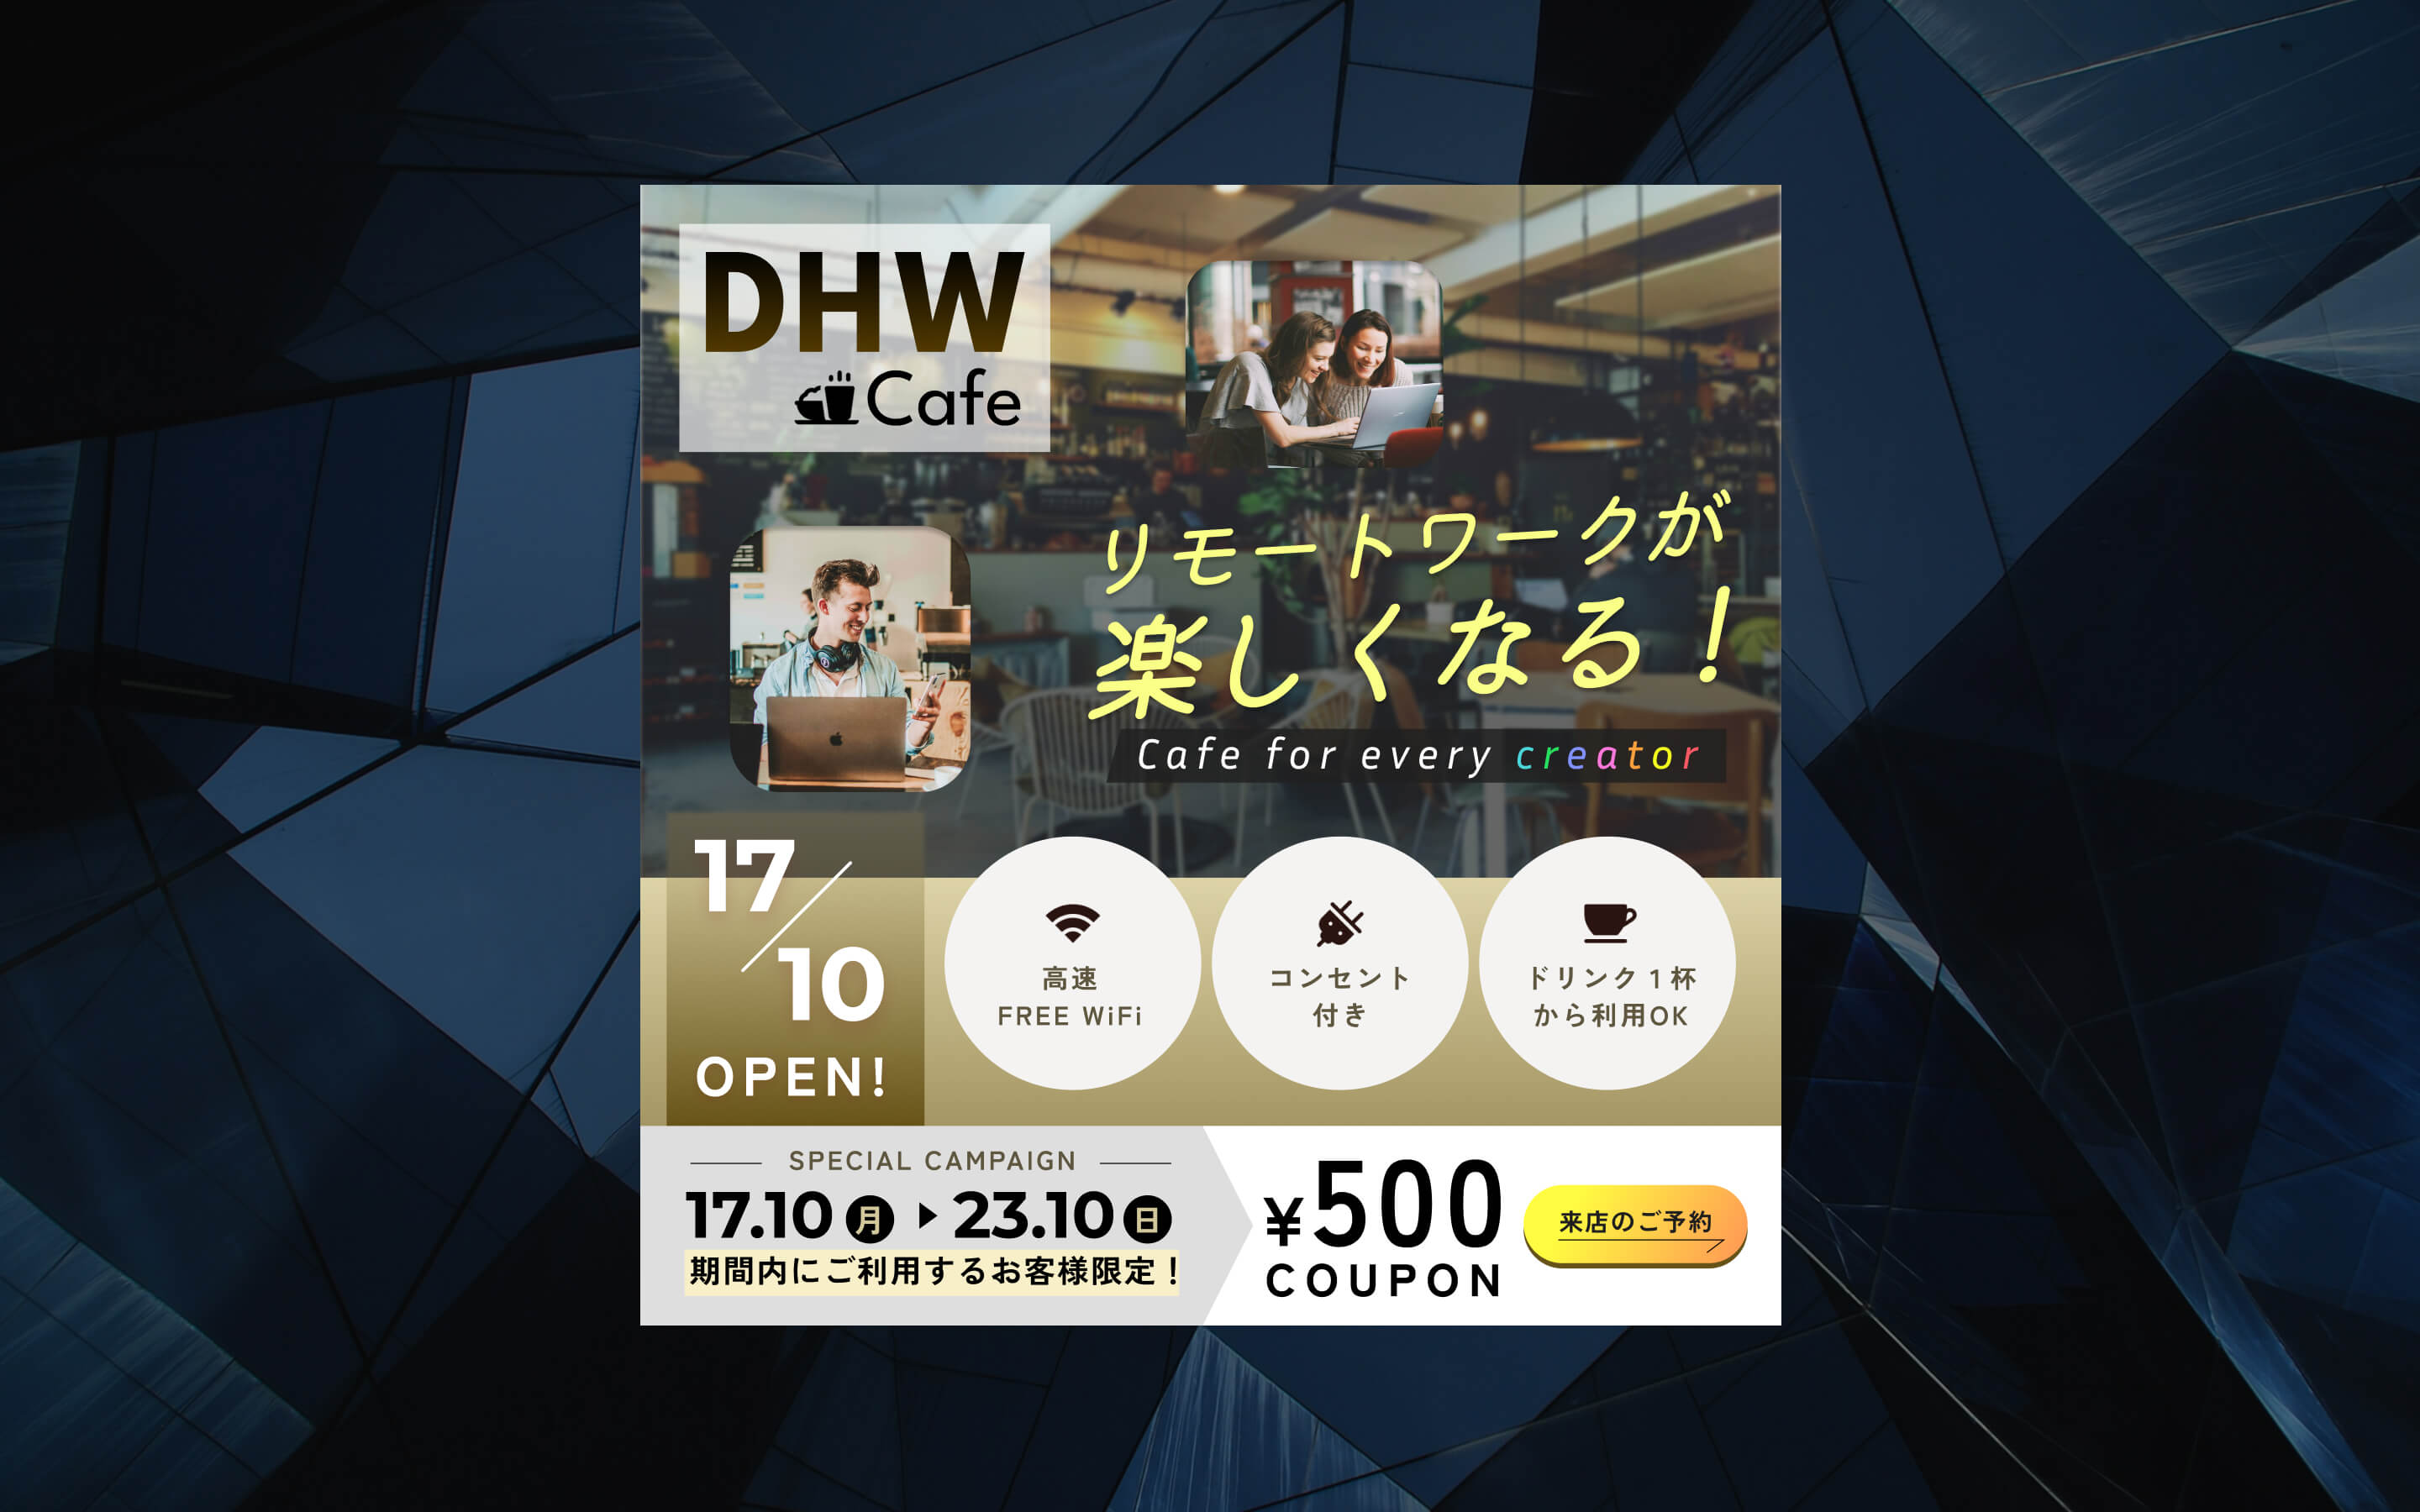 DHW
Cafe
リモートワークが
楽しくなる！
Cafe for every creator
17/10
OPEN!
高速
FREE WiFi
コンセント
付き
ドリンク１杯
から利用OK
SPECIAL CAMPAIGN
17.10 月 ▶ 23.10 日
期間内にご利用するお客様限定！
¥500
COUPON
来店のご予約